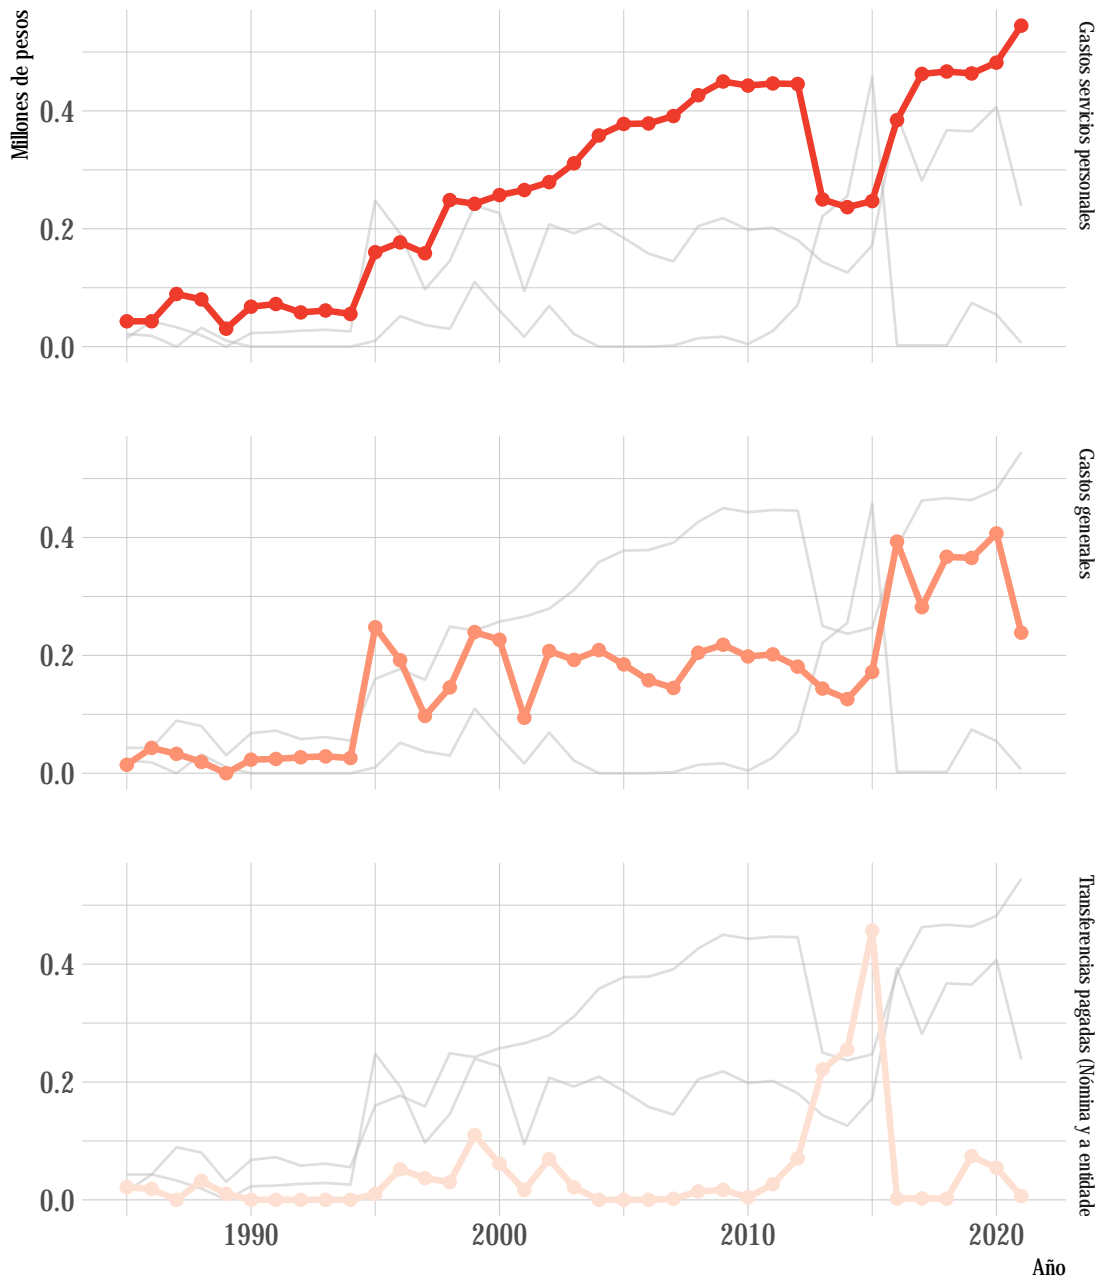 Millones de pesos
0.4
0.2
0.0
Gastos servicios personales
0.4
0.2
0.0
Gastos generales
0.4
0.2
0.0
Transferencias pagadas (Nómina y a entidade
1990
2000
2010
2020
Año